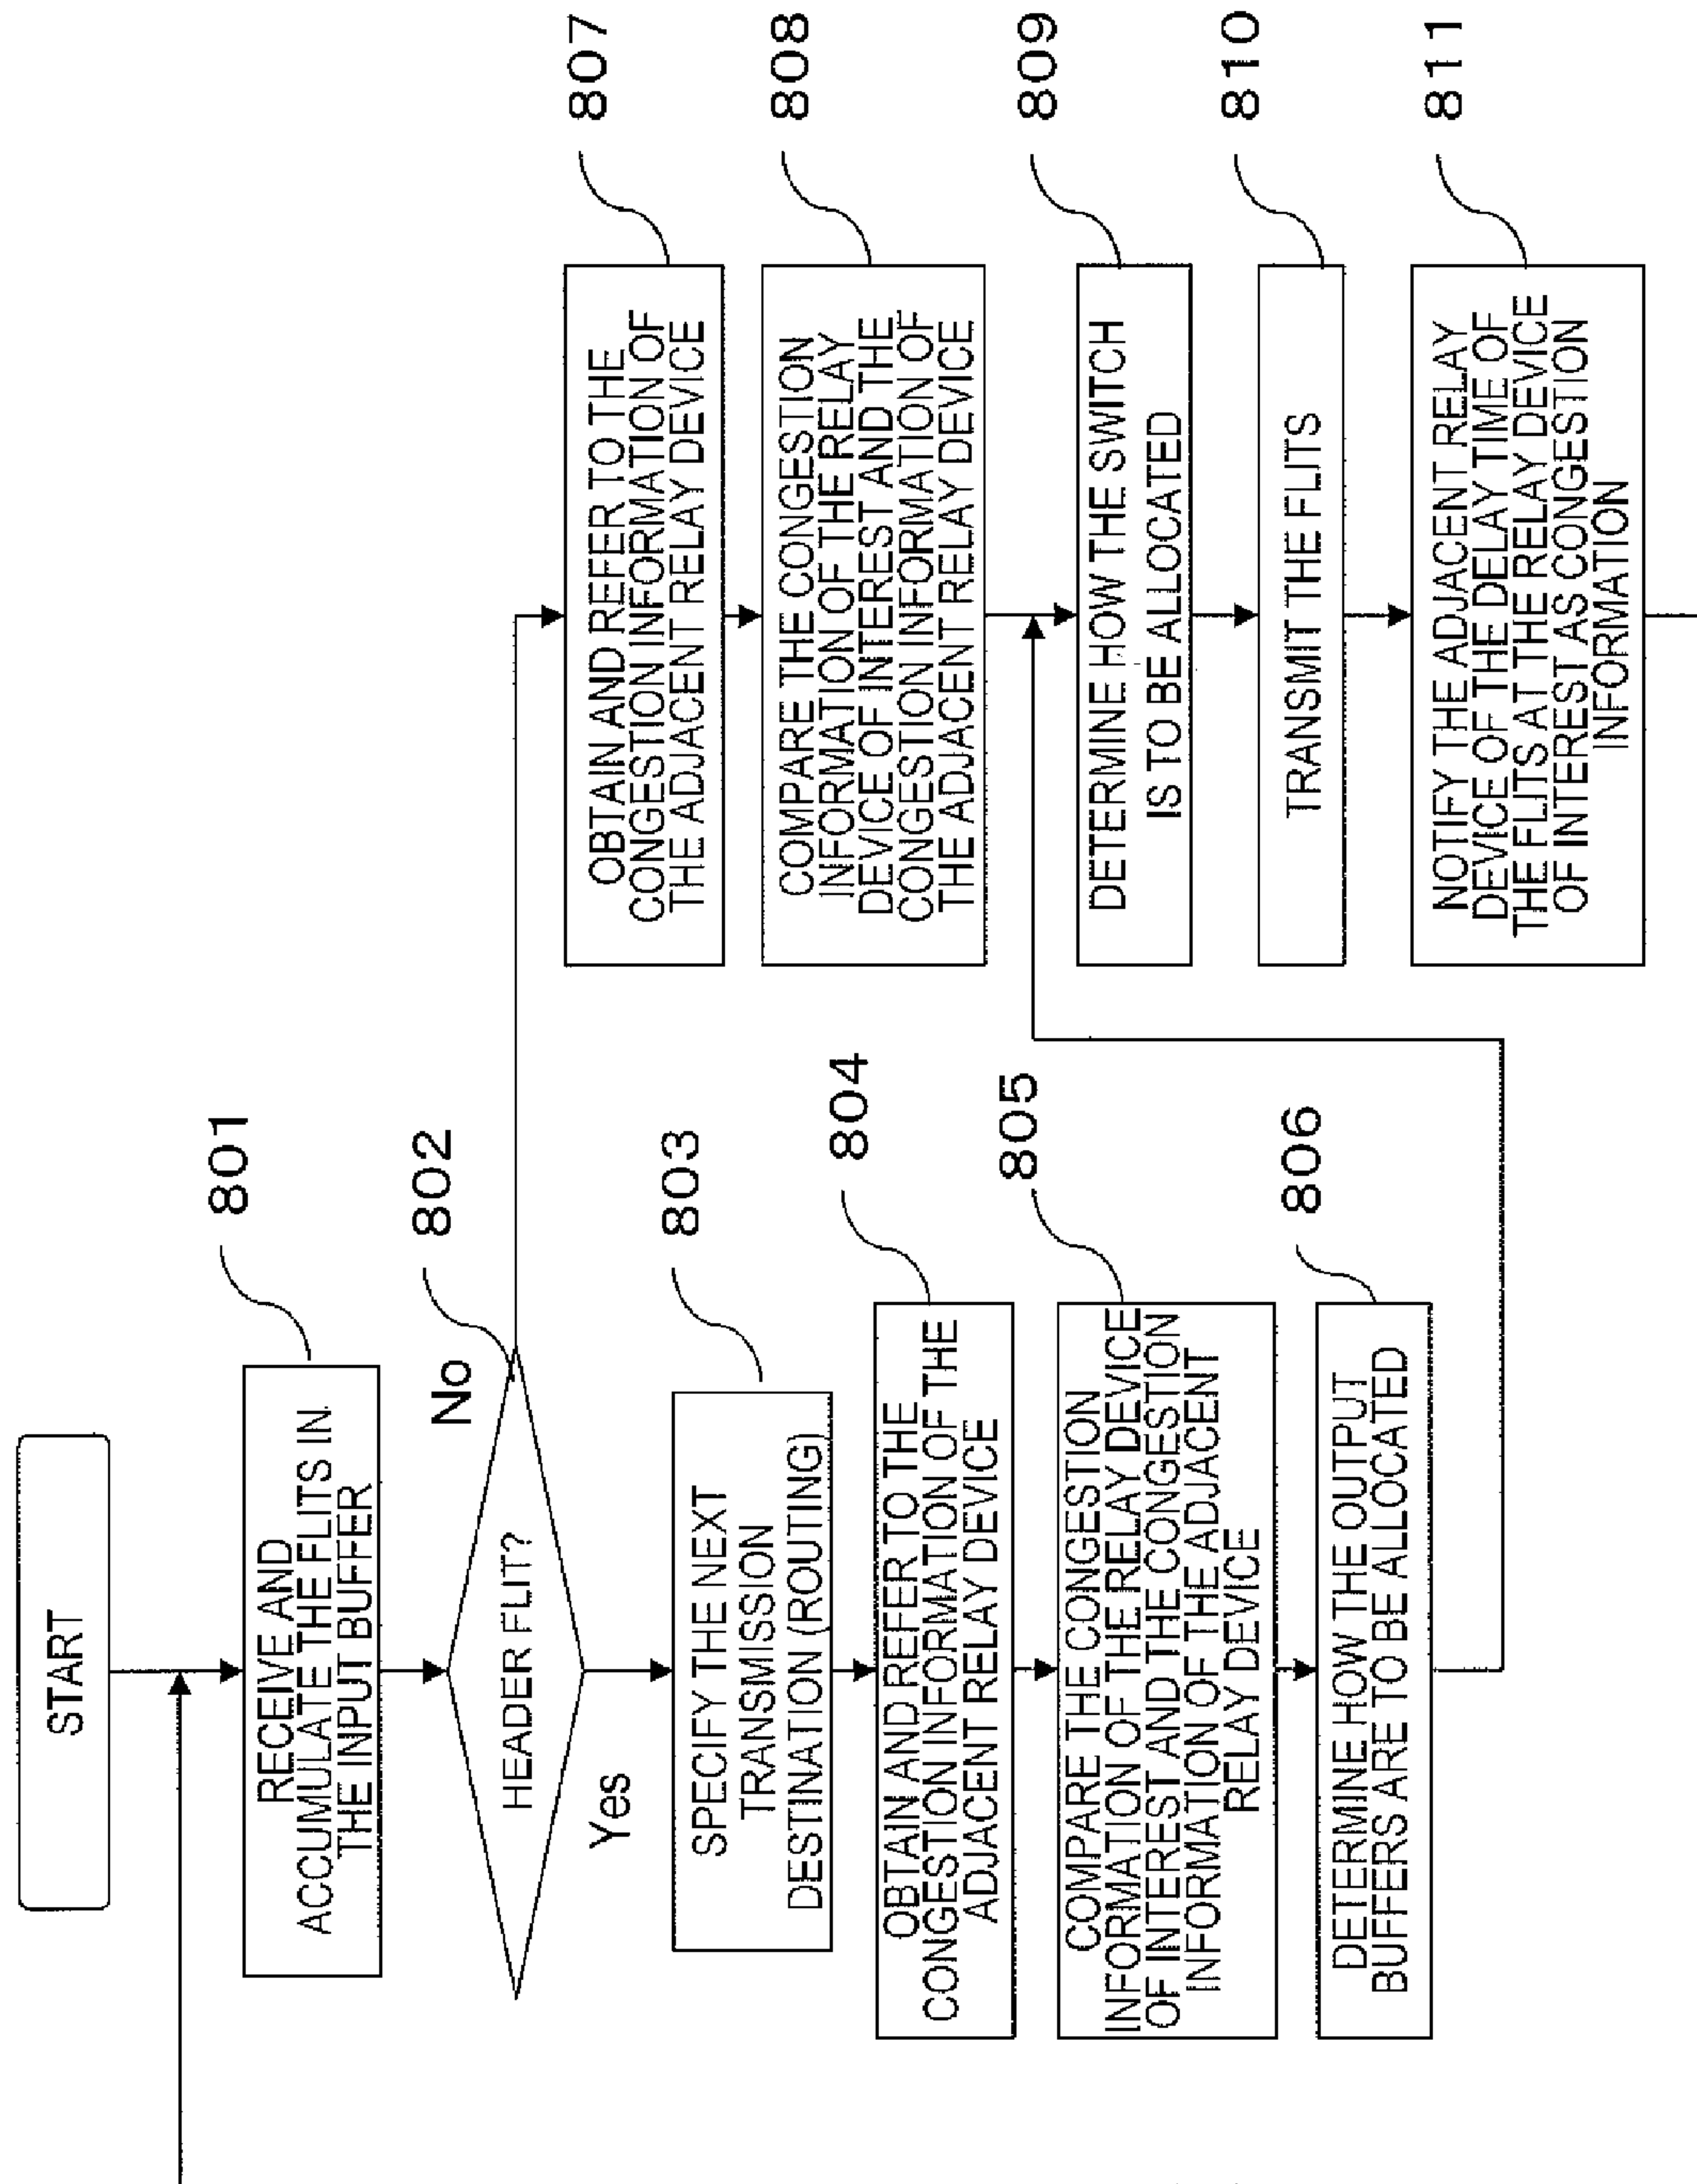 START
RECEIVE AND
ACCUMULATE THE FLITS IN
THE INPUT BUFFER
801
HEADER FLIT?
802
No
Yes
SPECIFY THE NEXT
TRANSMISSION
DESTINATION (ROUTING)
803
OBTAIN AND REFER TO THE
CONGESTION INFORMATION OF THE
ADJACENT RELAY DEVICE
804
COMPARE THE CONGESTION
INFORMATION OF THE RELAY DEVICE
OF INTEREST AND THE CONGESTION
INFORMATION OF THE ADJACENT
RELAY DEVICE
805
DETERMINE HOW THE OUTPUT
BUFFERS ARE TO BE ALLOCATED
806
OBTAIN AND REFER TO THE
CONGESTION INFORMATION OF
THE ADJACENT RELAY DEVICE
807
COMPARE THE CONGESTION
INFORMATION OF THE RELAY
DEVICE OF INTEREST AND THE
CONGESTION INFORMATION OF
THE ADJACENT RELAY DEVICE
808
DETERMINE HOW THE SWITCH
IS TO BE ALLOCATED
809
TRANSMIT THE FLITS
810
NOTIFY THE ADJACENT RELAY
DEVICE OF THE DELAY TIME OF
THE FLITS AT THE RELAY DEVICE
OF INTEREST AS CONGESTION
INFORMATION
811